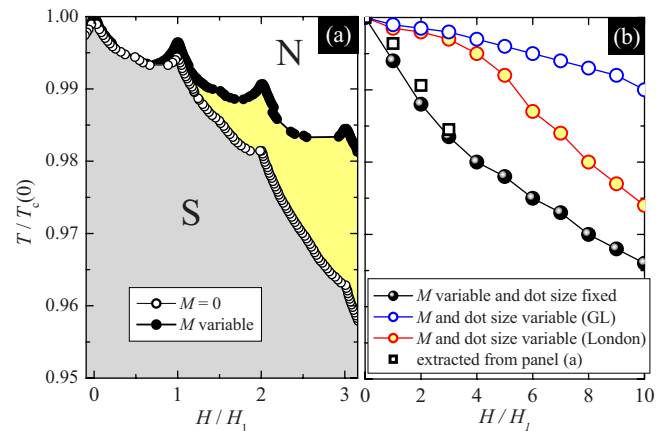 1.00
0.99
0.98
0.97
0.96
0.95
T / Tc(0)
(a)
N
S
M = 0
M variable
0
1
2
3
H / H1
(b)
M variable and dot size fixed
M and dot size variable (GL)
M and dot size variable (London)
extracted from panel (a)
0
2
4
6
8
10
H / H1